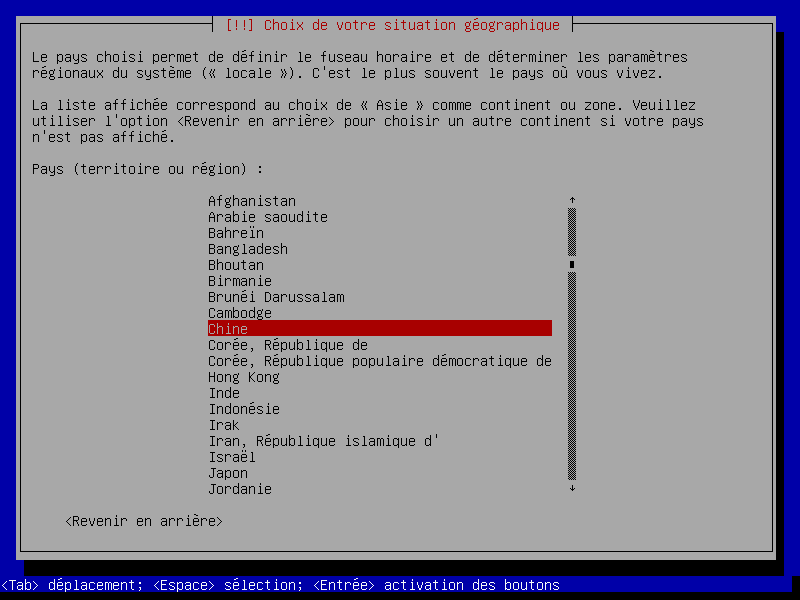 [!!] Choix de votre situation géographique
Le pays choisi permet de définir le fuseau horaire et de déterminer les paramètres
régionaux du système (« locale »). C'est le plus souvent le pays où vous vivez.
La liste affichée correspond au choix de « Asie » comme continent ou zone. Veuillez
utiliser l'option <Revenir en arrière> pour choisir un autre continent si votre pays
n'est pas affiché.
Pays (territoire ou région) :
Afghanistan
Arabie saoudite
Bahreïn
Bangladesh
Bhoutan
Birmanie
Brunéi Darussalam
Cambodge
Chine
Corée, République de
Corée, République populaire démocratique de
Hong Kong
Inde
Indonésie
Irak
Iran, République islamique d'
Israël
Japon
Jordanie
<Revenir en arrière>
<Tab> déplacement; <Espace> sélection; <Entrée> activation des boutons